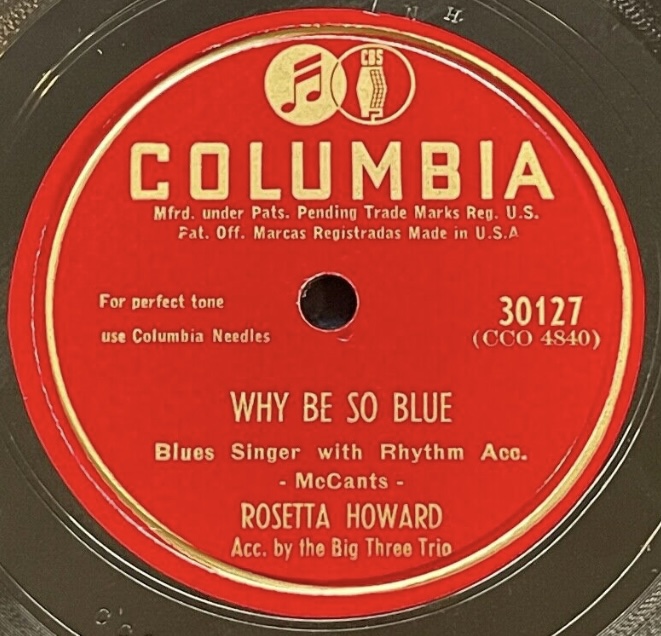 CBS
COLUMBIA
Mfrd. under Pats. Pending Trade Marks Reg. U.S.
Pat. Off. Marcas Registradas Made in U.S.A
For perfect tone
use Columbia Needles
30127
(CCO 4840)
WHY BE SO BLUE
Blues Singer with Rhythm Acc.
- McCants -
ROSETTA HOWARD
Acc. by the Big Three Trio